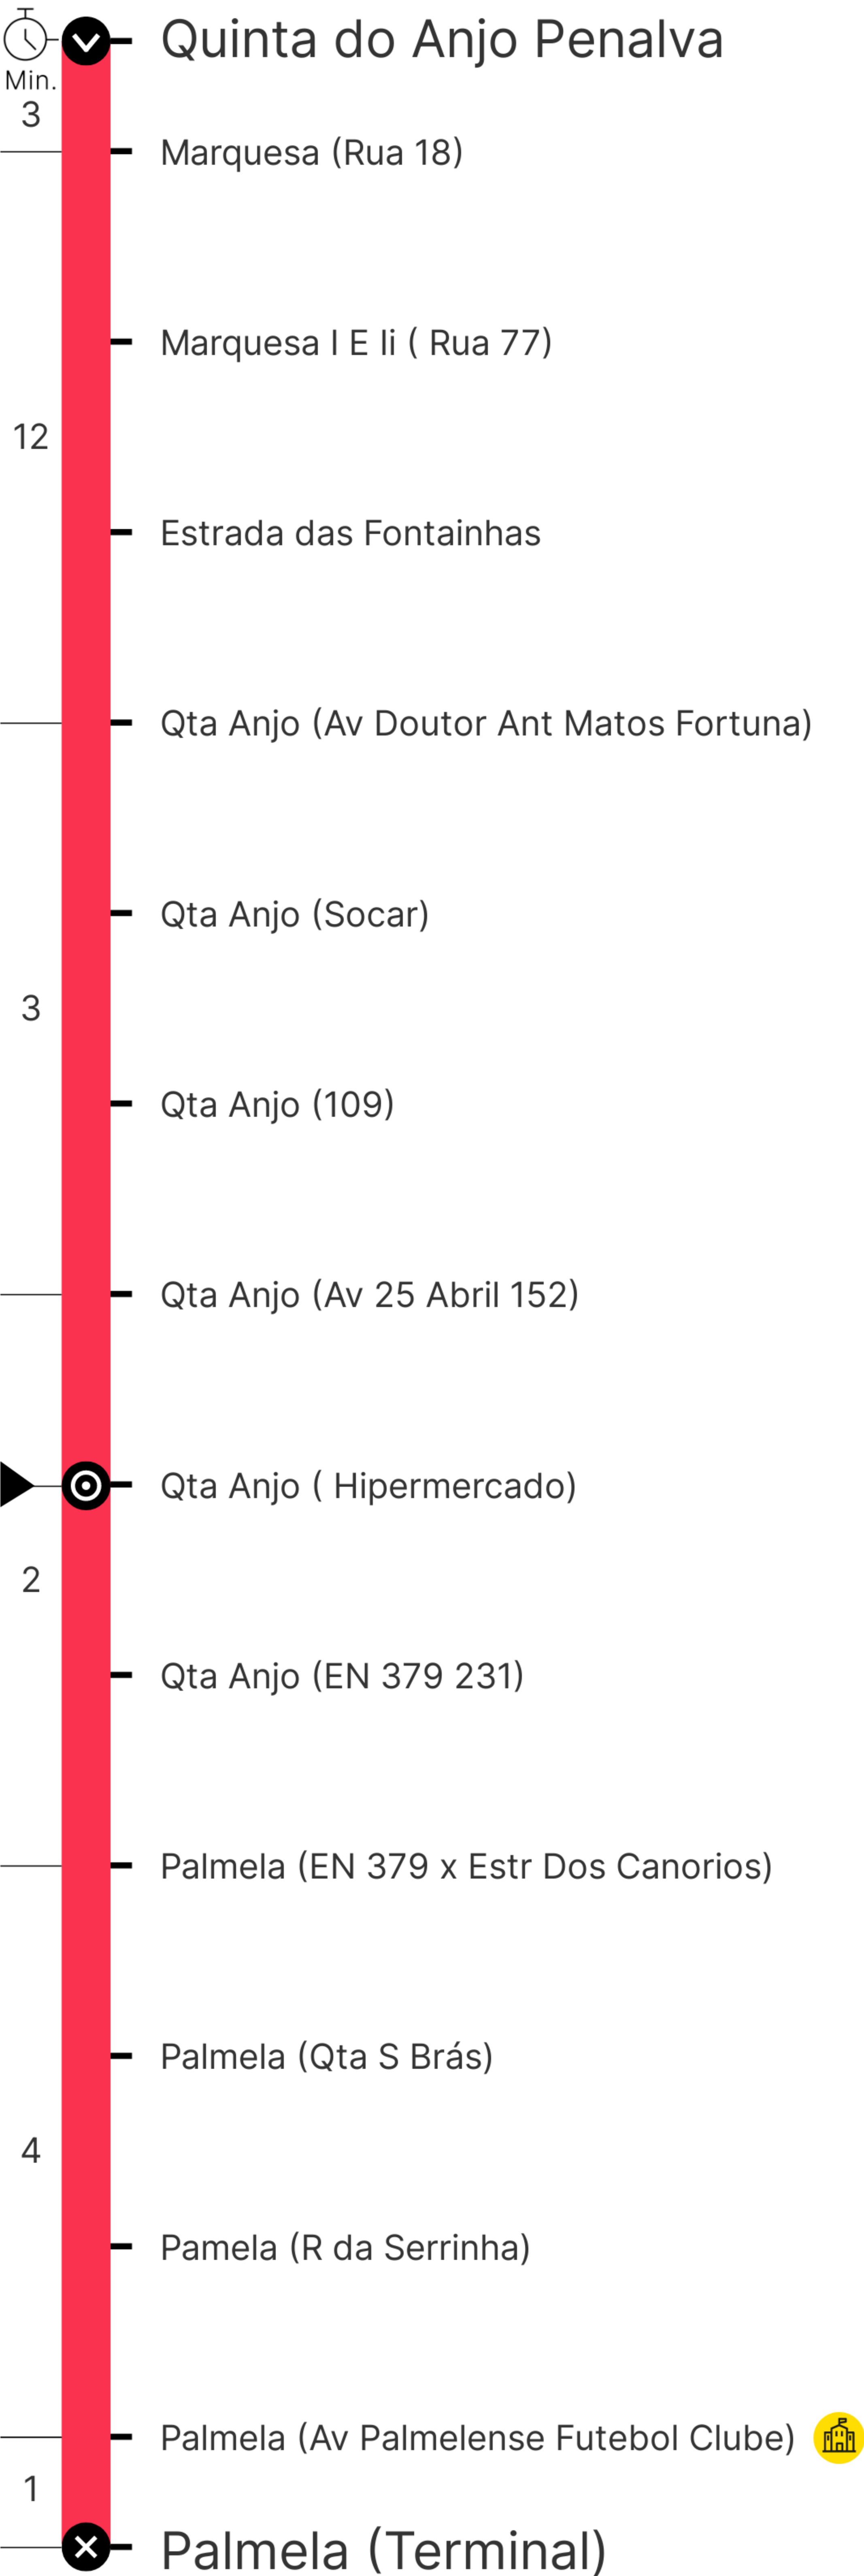 Quinta do Anjo Penalva
Min.
3
Marquesa (Rua 18)
Marquesa I E Ii ( Rua 77)
12
Estrada das Fontainhas
Qta Anjo (Av Doutor Ant Matos Fortuna)
Qta Anjo (Socar)
3
Qta Anjo (109)
Qta Anjo (Av 25 Abril 152)
Qta Anjo ( Hipermercado)
2
Qta Anjo (EN 379 231)
Palmela (EN 379 x Estr Dos Canorios)
Palmela (Qta S Brás)
4
Pamela (R da Serrinha)
Palmela (Av Palmelense Futebol Clube)
1
Palmela (Terminal)